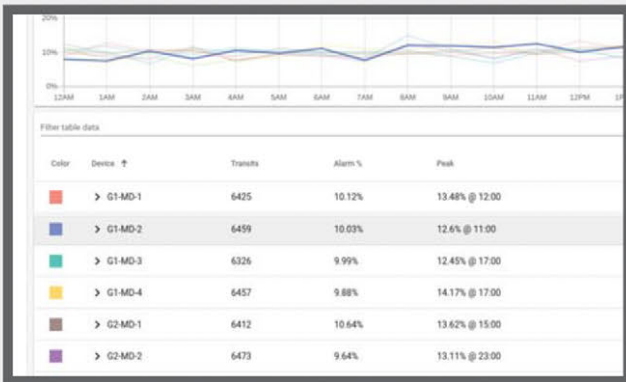 20%
10%
0%
12AM 1AM 2AM 3AM 4AM 5AM 6AM 7AM 8AM 9AM 10AM 11AM 12PM
Filter table data
Color Device ↑ Transits Alarm % Peak
> G1-MD-1 6425 10.12% 13.48% @ 12:00
> G1-MD-2 6459 10.03% 12.6% @ 11:00
> G1-MD-3 6326 9.99% 12.45% @ 17:00
> G1-MD-4 6457 9.88% 14.17% @ 17:00
> G2-MD-1 6412 10.64% 13.62% @ 15:00
> G2-MD-2 6473 9.64% 13.11% @ 23:00